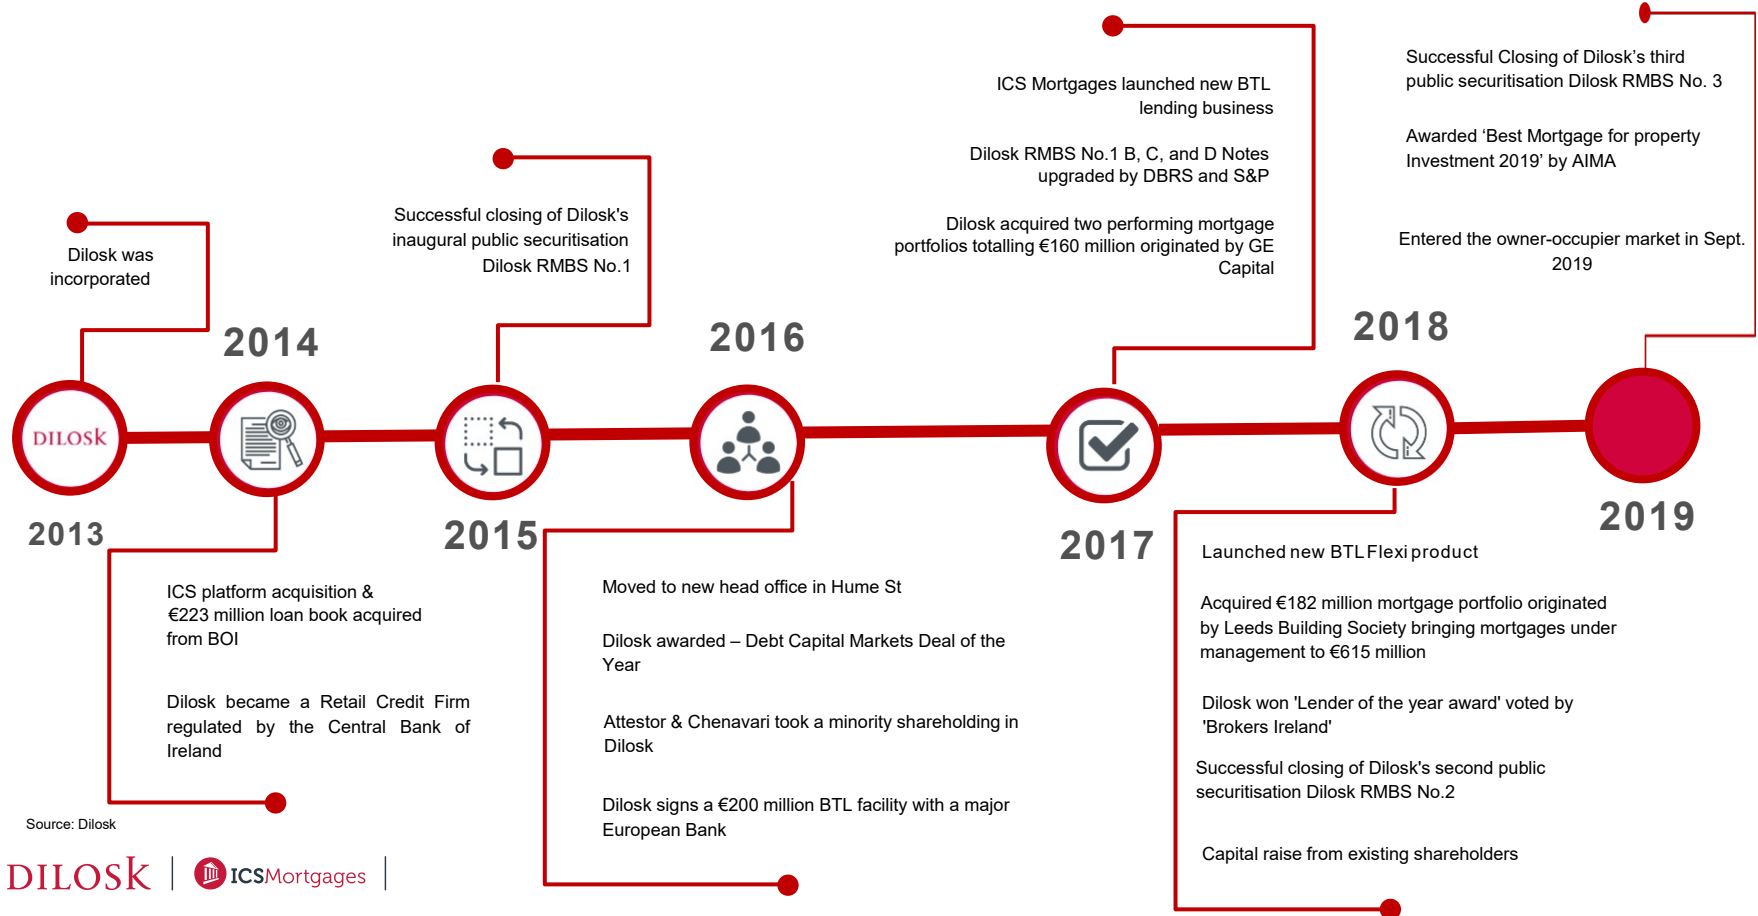 Dilosk was
incorporated
DILOSK
2013
2014
ICS platform acquisition &
€223 million loan book acquired
from BOI
Dilosk became a Retail Credit Firm
regulated by the Central Bank of
Ireland
Successful closing of Dilosk's
inaugural public securitisation
Dilosk RMBS No.1
2015
2016
Moved to new head office in Hume St
Dilosk awarded – Debt Capital Markets Deal of the
Year
Attestor & Chenavari took a minority shareholding in
Dilosk
Dilosk signs a €200 million BTL facility with a major
European Bank
ICS Mortgages launched new BTL
lending business
Dilosk RMBS No.1 B, C, and D Notes
upgraded by DBRS and S&P
Dilosk acquired two performing mortgage
portfolios totalling €160 million originated by GE
Capital
2017
2018
Launched new BTL Flexi product
Acquired €182 million mortgage portfolio originated
by Leeds Building Society bringing mortgages under
management to €615 million
Dilosk won 'Lender of the year award' voted by
'Brokers Ireland'
Successful closing of Dilosk's second public
securitisation Dilosk RMBS No.2
Capital raise from existing shareholders
Successful Closing of Dilosk’s third
public securitisation Dilosk RMBS No. 3
Awarded ‘Best Mortgage for property
Investment 2019’ by AIMA
Entered the owner-occupier market in Sept.
2019
2019
Source: Dilosk
DILOSK
ICSMortgages